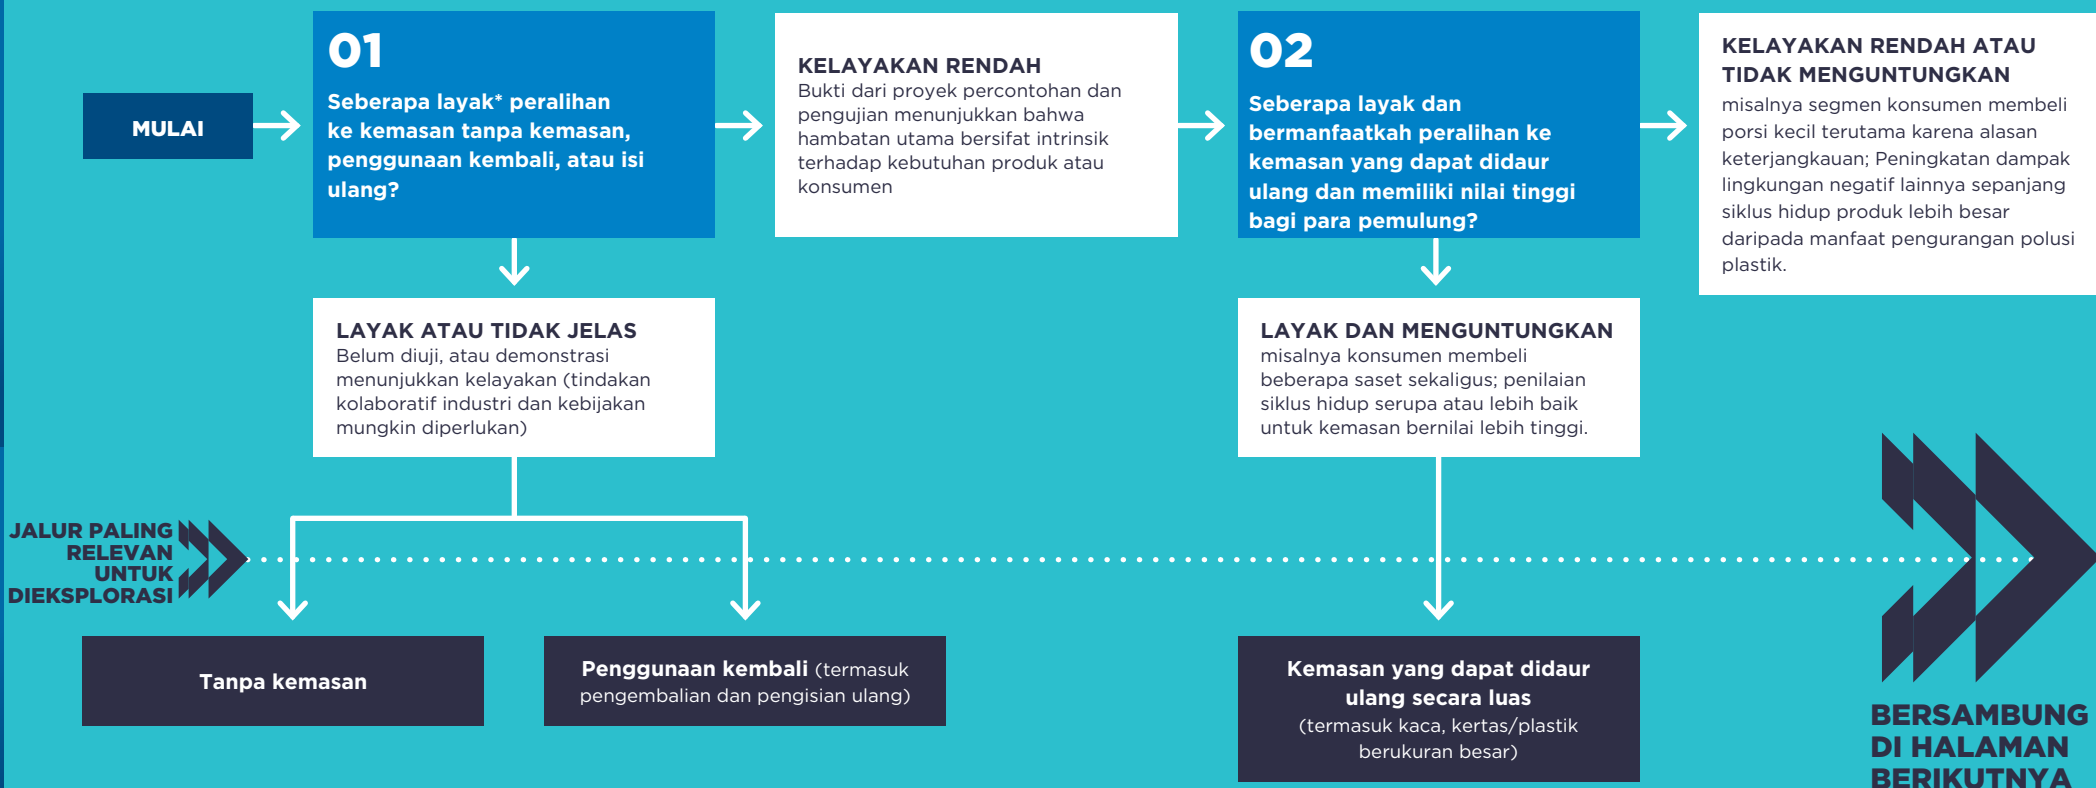 MULAI
01
Seberapa layak* peralihan
ke kemasan tanpa kemasan,
penggunaan kembali, atau isi
ulang?
KELAYAKAN RENDAH
Bukti dari proyek percontohan dan
pengujian menunjukkan bahwa
hambatan utama bersifat intrinsik
terhadap kebutuhan produk atau
konsumen
02
Seberapa layak dan
bermanfaatkah peralihan ke
kemasan yang dapat didaur
ulang dan memiliki nilai tinggi
bagi para pemulung?
KELAYAKAN RENDAH ATAU
TIDAK MENGUNTUNGKAN
misalnya segmen konsumen membeli
porsi kecil terutama karena alasan
keterjangkauan; Peningkatan dampak
lingkungan negatif lainnya sepanjang
siklus hidup produk lebih besar
daripada manfaat pengurangan polusi
plastik.
LAYAK ATAU TIDAK JELAS
Belum diuji, atau demonstrasi
menunjukkan kelayakan (tindakan
kolaboratif industri dan kebijakan
mungkin diperlukan)
LAYAK DAN MENGUNTUNGKAN
misalnya konsumen membeli
beberapa saset sekaligus; penilaian
siklus hidup serupa atau lebih baik
untuk kemasan bernilai lebih tinggi.
JALUR PALING
RELEVAN
UNTUK
DIEKSPLORASI
Tanpa kemasan
Penggunaan kembali (termasuk
pengembalian dan pengisian ulang)
Kemasan yang dapat didaur
ulang secara luas
(termasuk kaca, kertas/plastik
berukuran besar)
BERSAMBUNG
DI HALAMAN
BERIKUTNYA